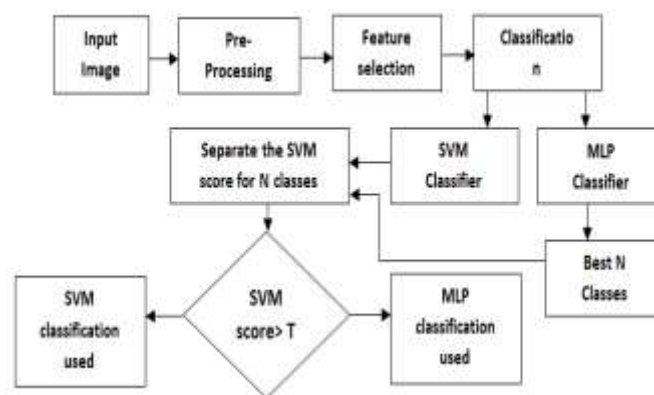 Input
Image
Pre-
Processing
Feature
selection
Classificatio
n
Separate the SVM
score for N classes
SVM
Classifier
MLP
Classifier
Best N
Classes
SVM
classification
used
SVM
score> T
MLP
classification
used